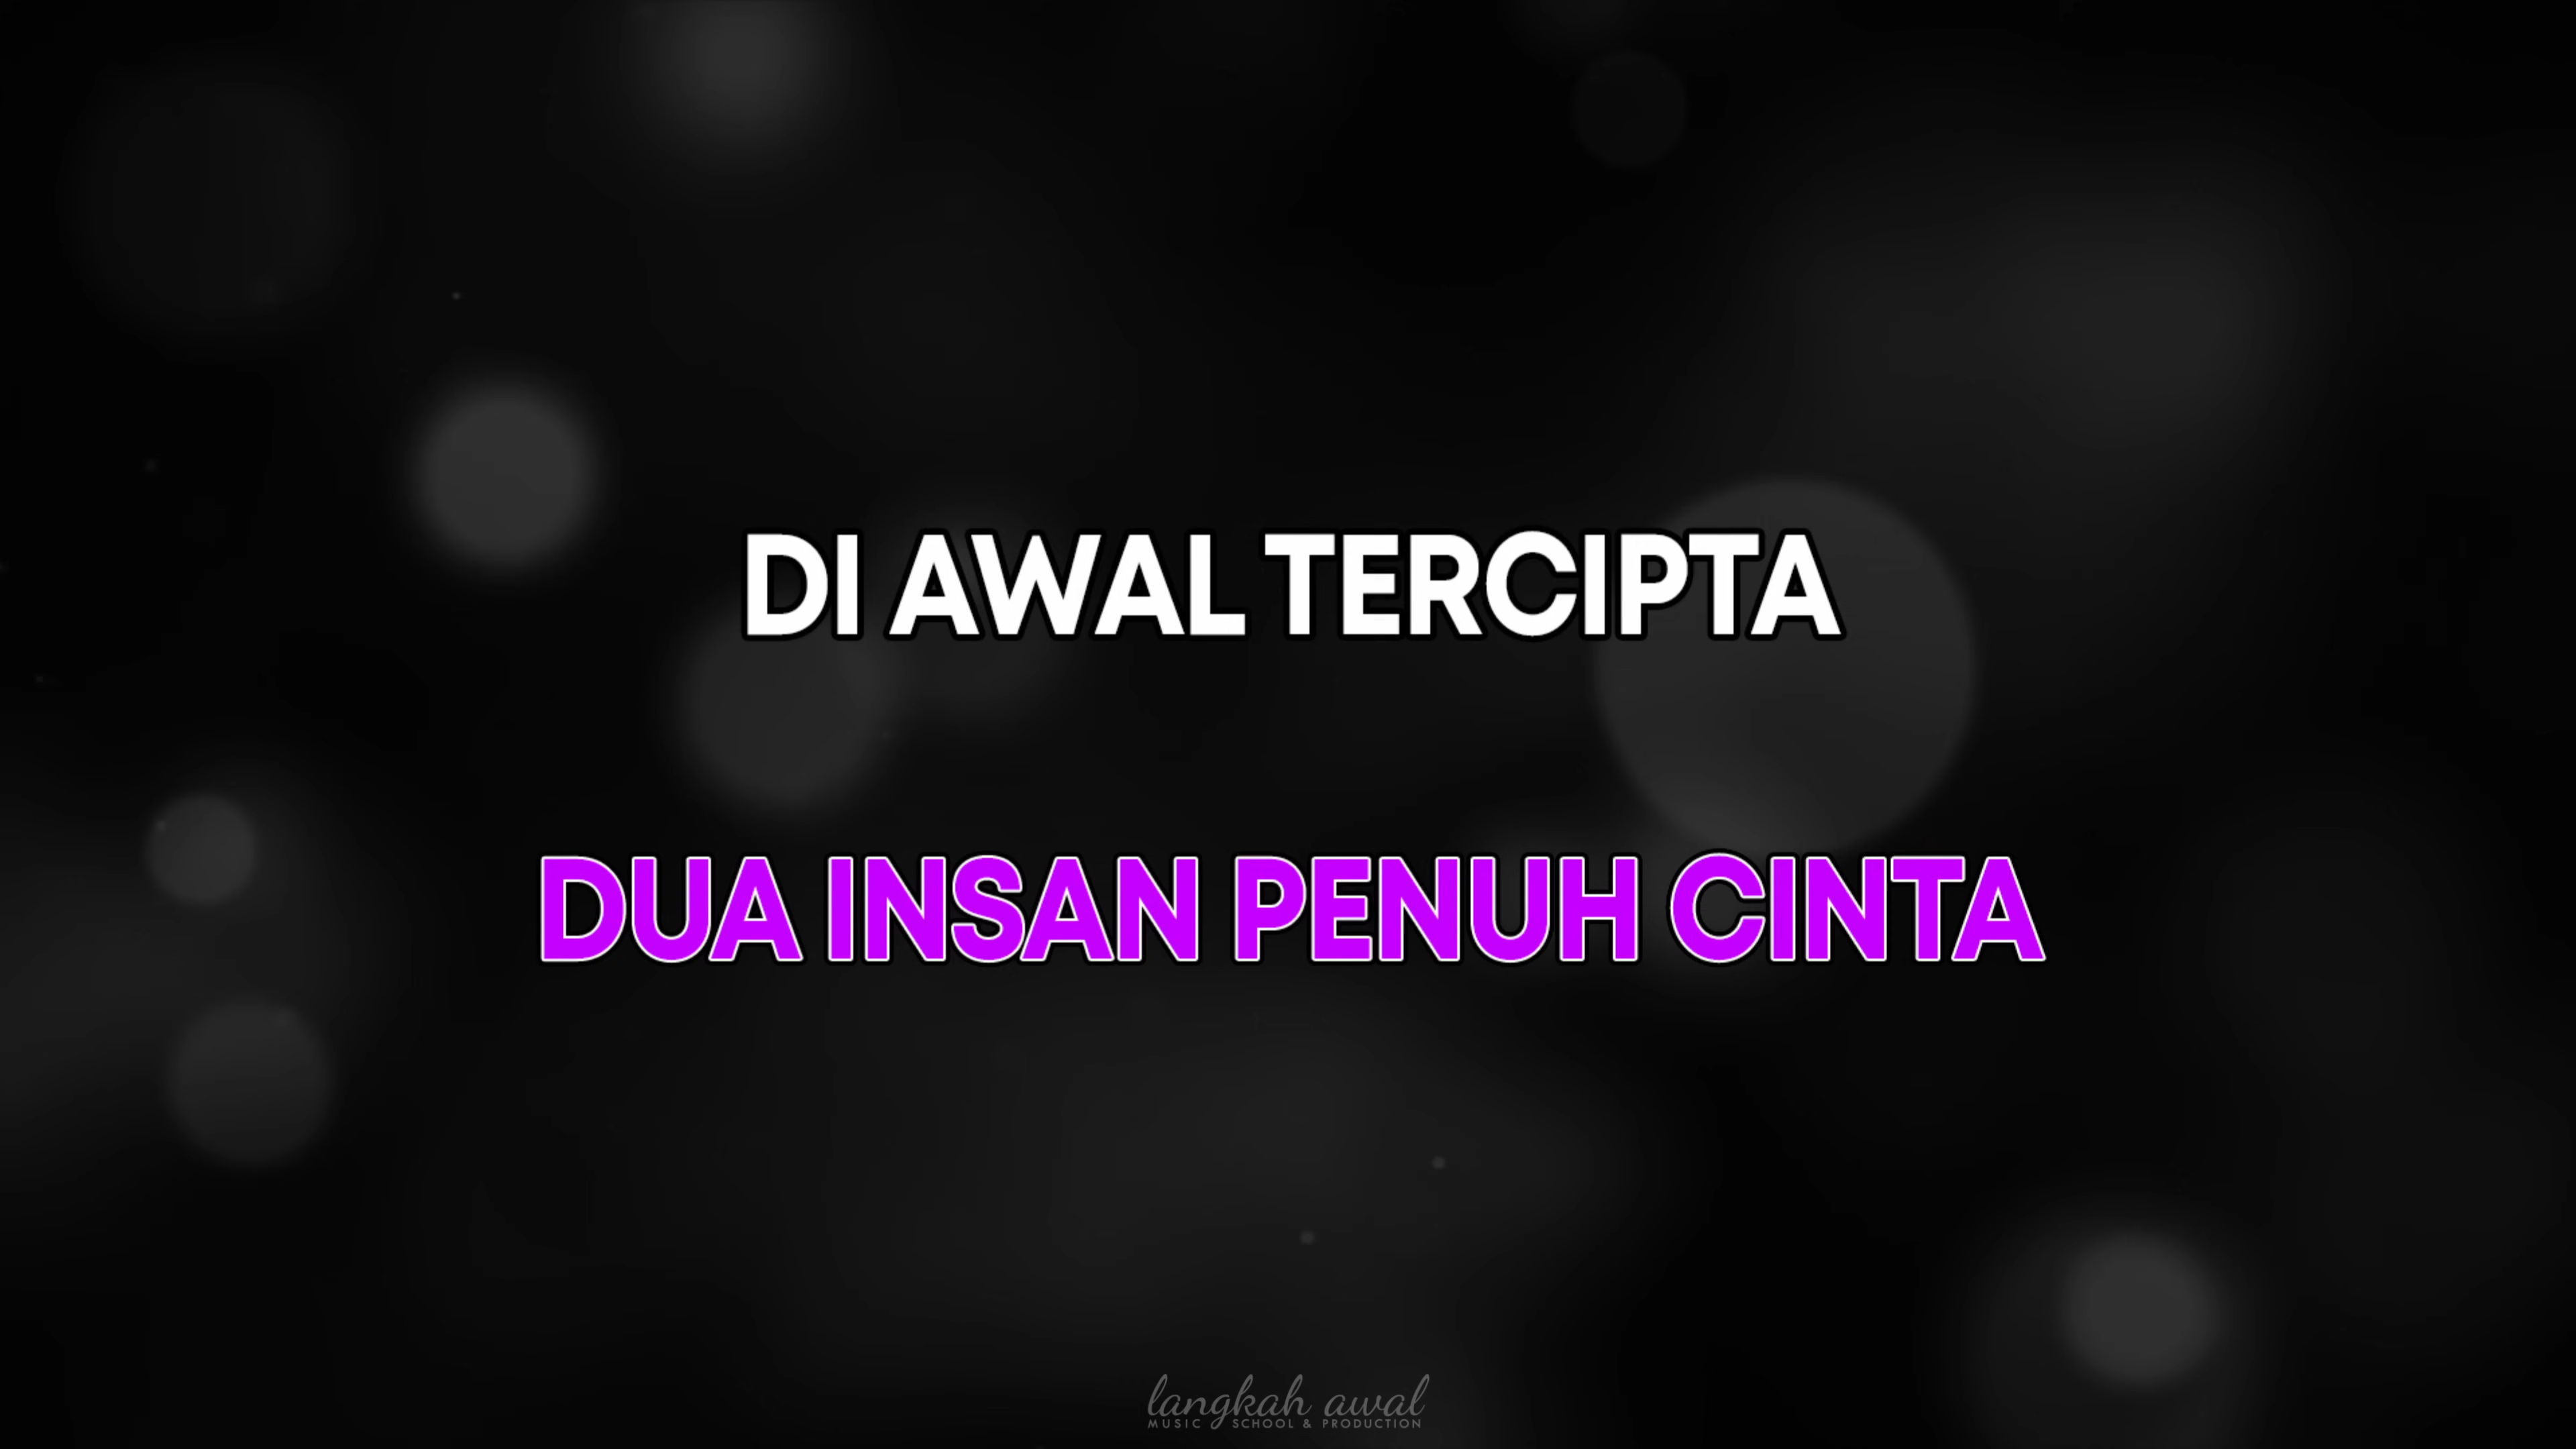 DI AWAL TERCIPTA
DUA INSAN PENUH CINTA
langkah awal
MUSIC SCHOOL & PRODUCTION